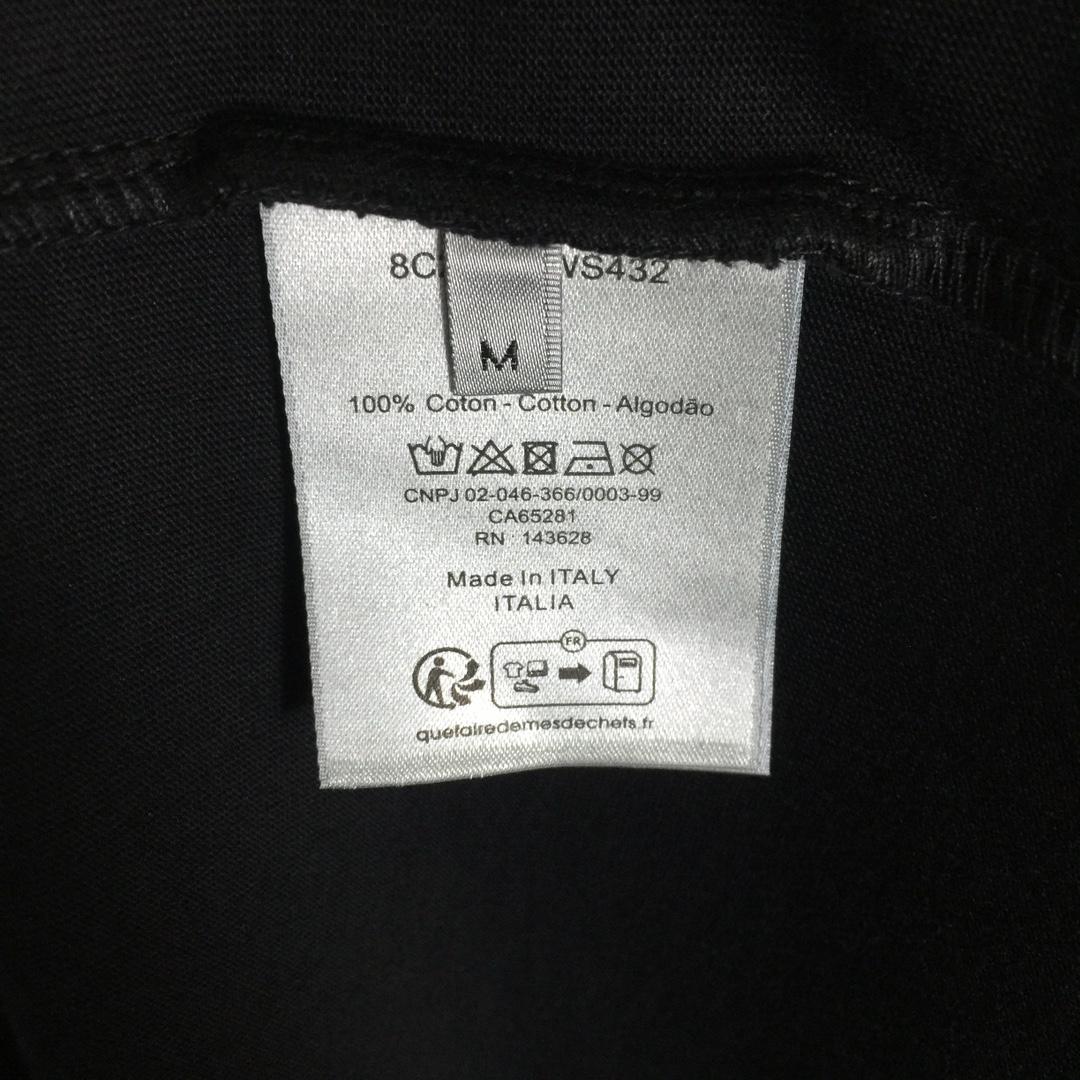 8C VS432
M
100% Coton - Cotton - Algodão
CNPJ 02-046-366/0003-99
CA65281
RN 143628
Made In ITALY
ITALIA
FR
quefairedemesdechets.fr